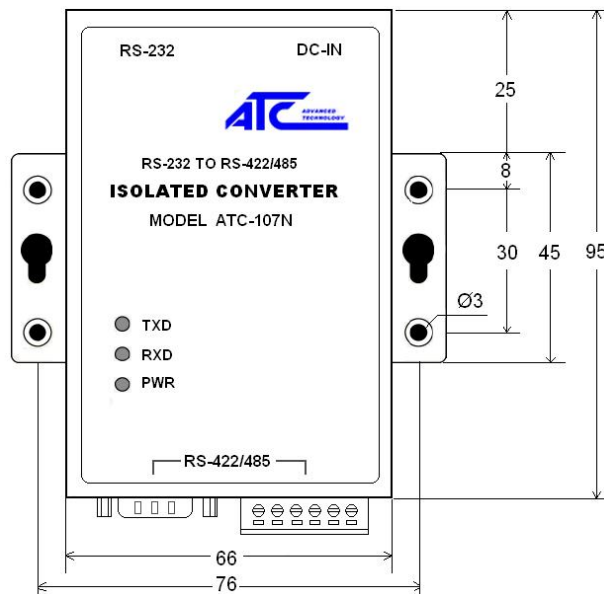 RS-232 DC-IN
ATC ADVANCED
TECHNOLOGY
RS-232 TO RS-422/485
ISOLATED CONVERTER
MODEL ATC-107N
TXD
RXD
PWR
RS-422/485
25
8
30
45
95
Ø3
66
76